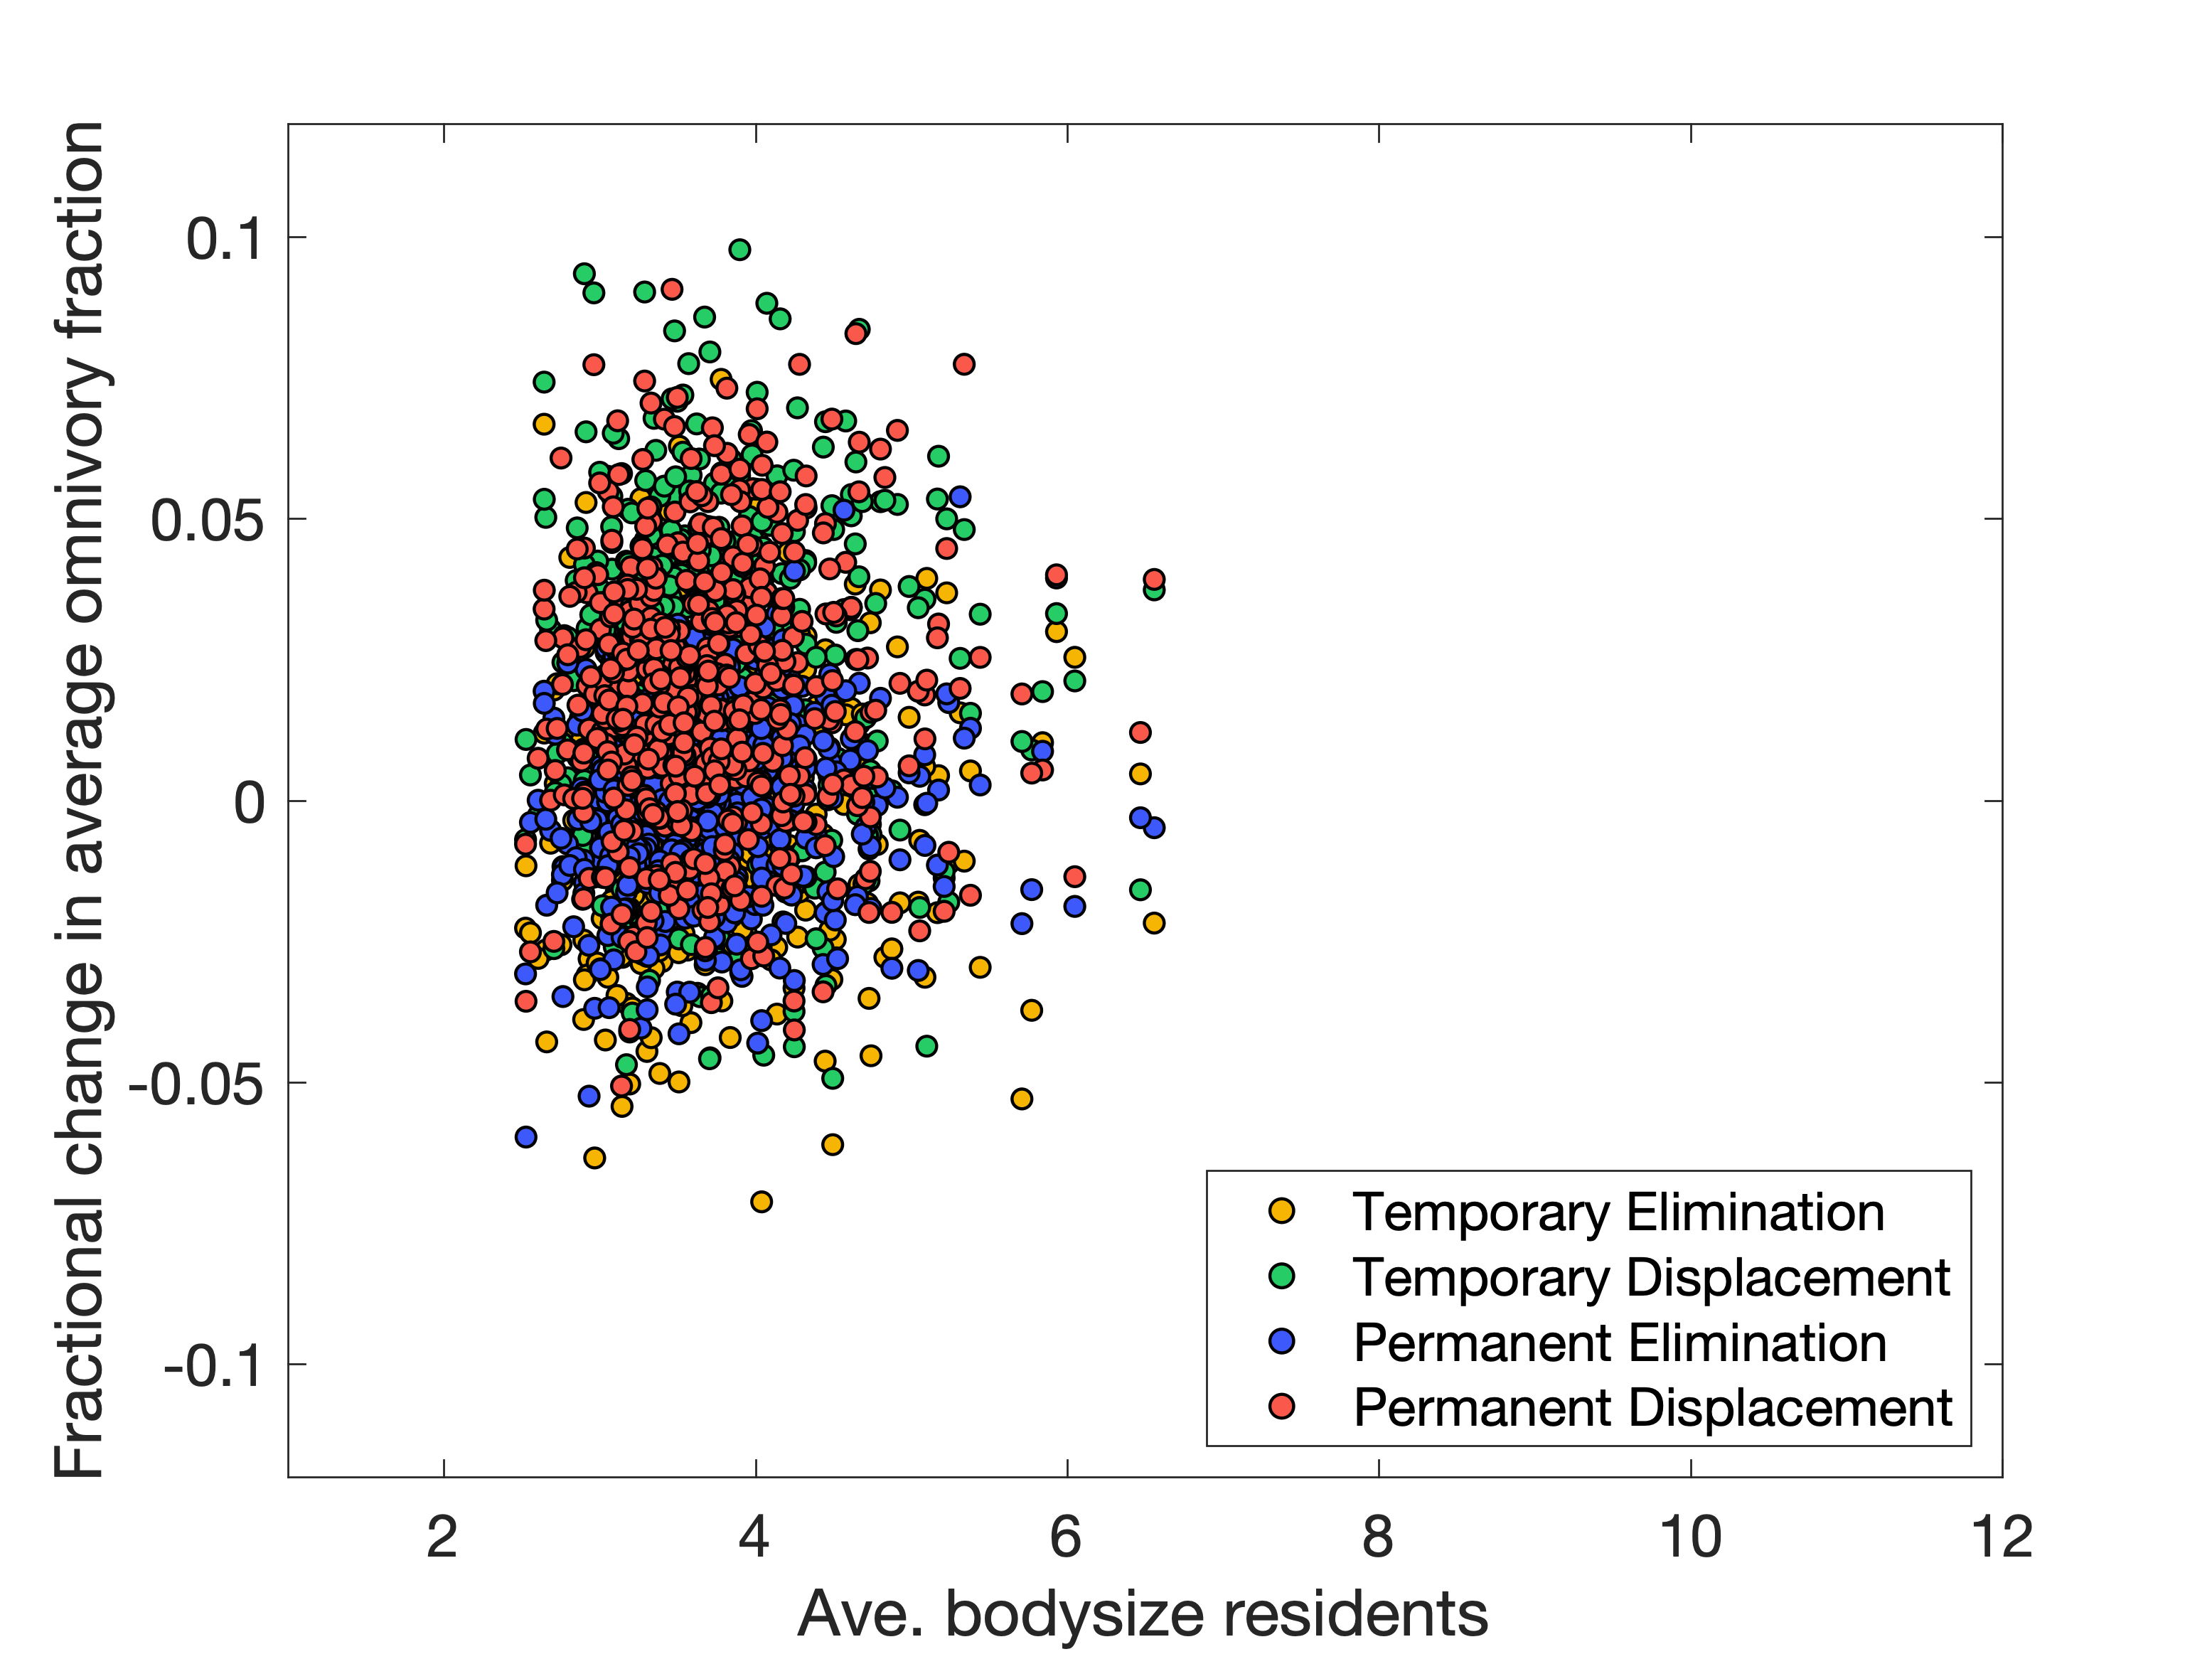 Fractional change in average omnivory fraction
0.1
0.05
0
-0.05
-0.1
2 4 6 8 10 12
Ave. bodysize residents
Temporary Elimination
Temporary Displacement
Permanent Elimination
Permanent Displacement